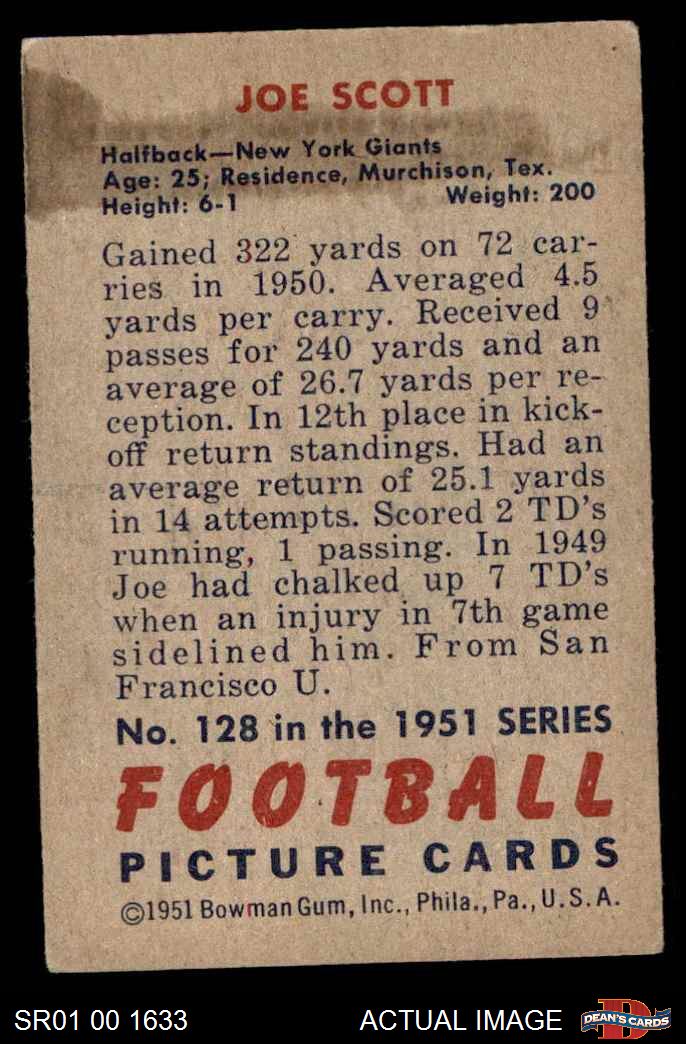 JOE SCOTT
Halfback—New York Giants
Age: 25; Residence, Murchison, Tex.
Height: 6-1 Weight: 200
Gained 322 yards on 72 car-
ries in 1950. Averaged 4.5
yards per carry. Received 9
passes for 240 yards and an
average of 26.7 yards per re-
ception. In 12th place in kick-
off return standings. Had an
average return of 25.1 yards
in 14 attempts. Scored 2 TD's
running, 1 passing. In 1949
Joe had chalked up 7 TD's
when an injury in 7th game
sidelined him. From San
Francisco U.
No. 128 in the 1951 SERIES
FOOTBALL
PICTURE CARDS
©1951 Bowman Gum, Inc., Phila., Pa., U.S.A.
SR01 00 1633 ACTUAL IMAGE DEAN'S CARDS